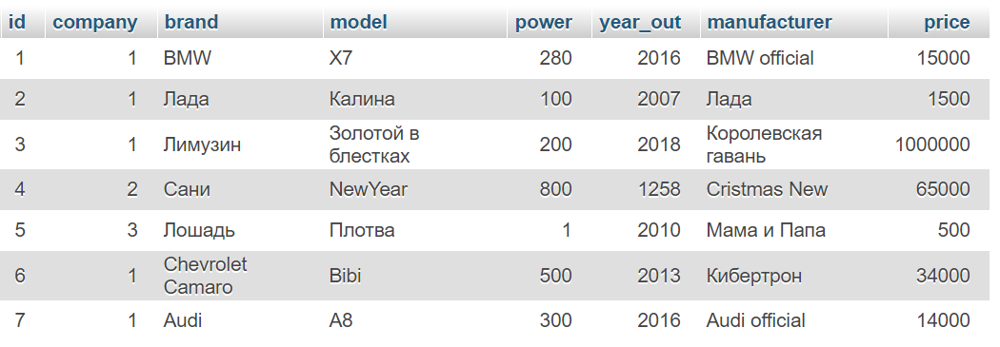 id company brand model power year_out manufacturer price
1 1 BMW X7 280 2016 BMW official 15000
2 1 Лада Калина 100 2007 Лада 1500
3 1 Лимузин Золотой в блестках 200 2018 Королевская гавань 1000000
4 2 Сани NewYear 800 1258 Cristmas New 65000
5 3 Лошадь Плотва 1 2010 Мама и Папа 500
6 1 Chevrolet Camaro Bibi 500 2013 Кибертрон 34000
7 1 Audi A8 300 2016 Audi official 14000